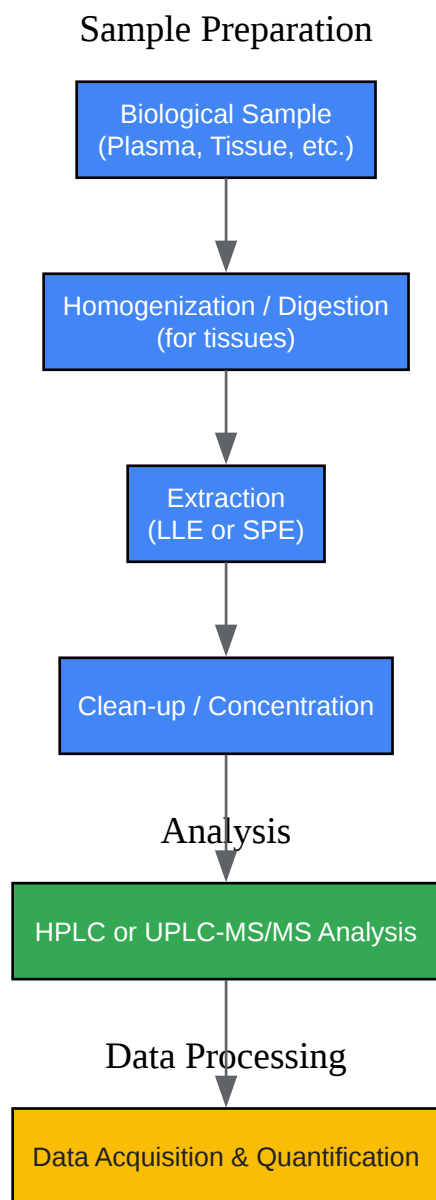 Sample Preparation
Biological Sample
(Plasma, Tissue, etc.)
Homogenization / Digestion
(for tissues)
Extraction
(LLE or SPE)
Clean-up / Concentration
Analysis
HPLC or UPLC-MS/MS Analysis
Data Processing
Data Acquisition & Quantification